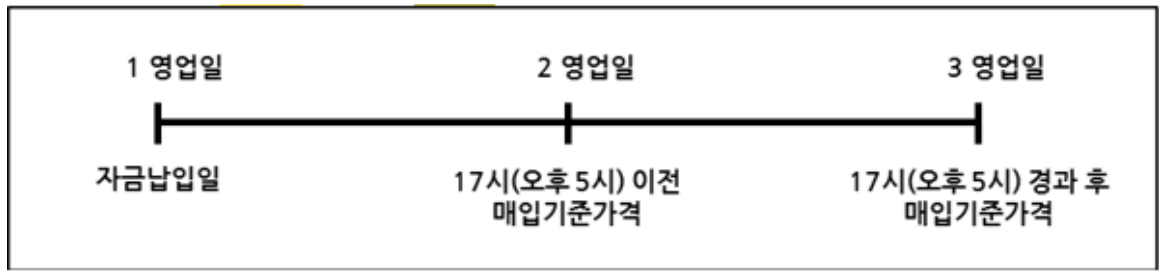 1 영업일
2 영업일
3 영업일
자금납입일
17시(오후 5시) 이전
매입기준가격
17시(오후 5시) 경과 후
매입기준가격